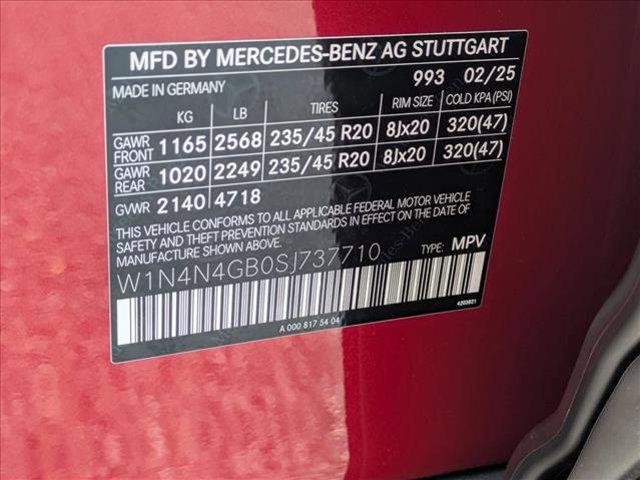 MFD BY MERCEDES-BENZ AG STUTTGART
MADE IN GERMANY 993 02/25
KG LB TIRES RIM SIZE COLD KPA (PSI)
GAWR FRONT 1165 2568 235/45 R20 8Jx20 320(47)
GAWR REAR 1020 2249 235/45 R20 8Jx20 320(47)
GVWR 2140 4718
THIS VEHICLE CONFORMS TO ALL APPLICABLE FEDERAL MOTOR VEHICLE
SAFETY AND THEFT PREVENTION STANDARDS IN EFFECT ON THE DATE OF
MANUFACTURE SHOWN ABOVE.
W1N4N4GB0SJ737710 TYPE: MPV
4203621
A 000 817 54 04